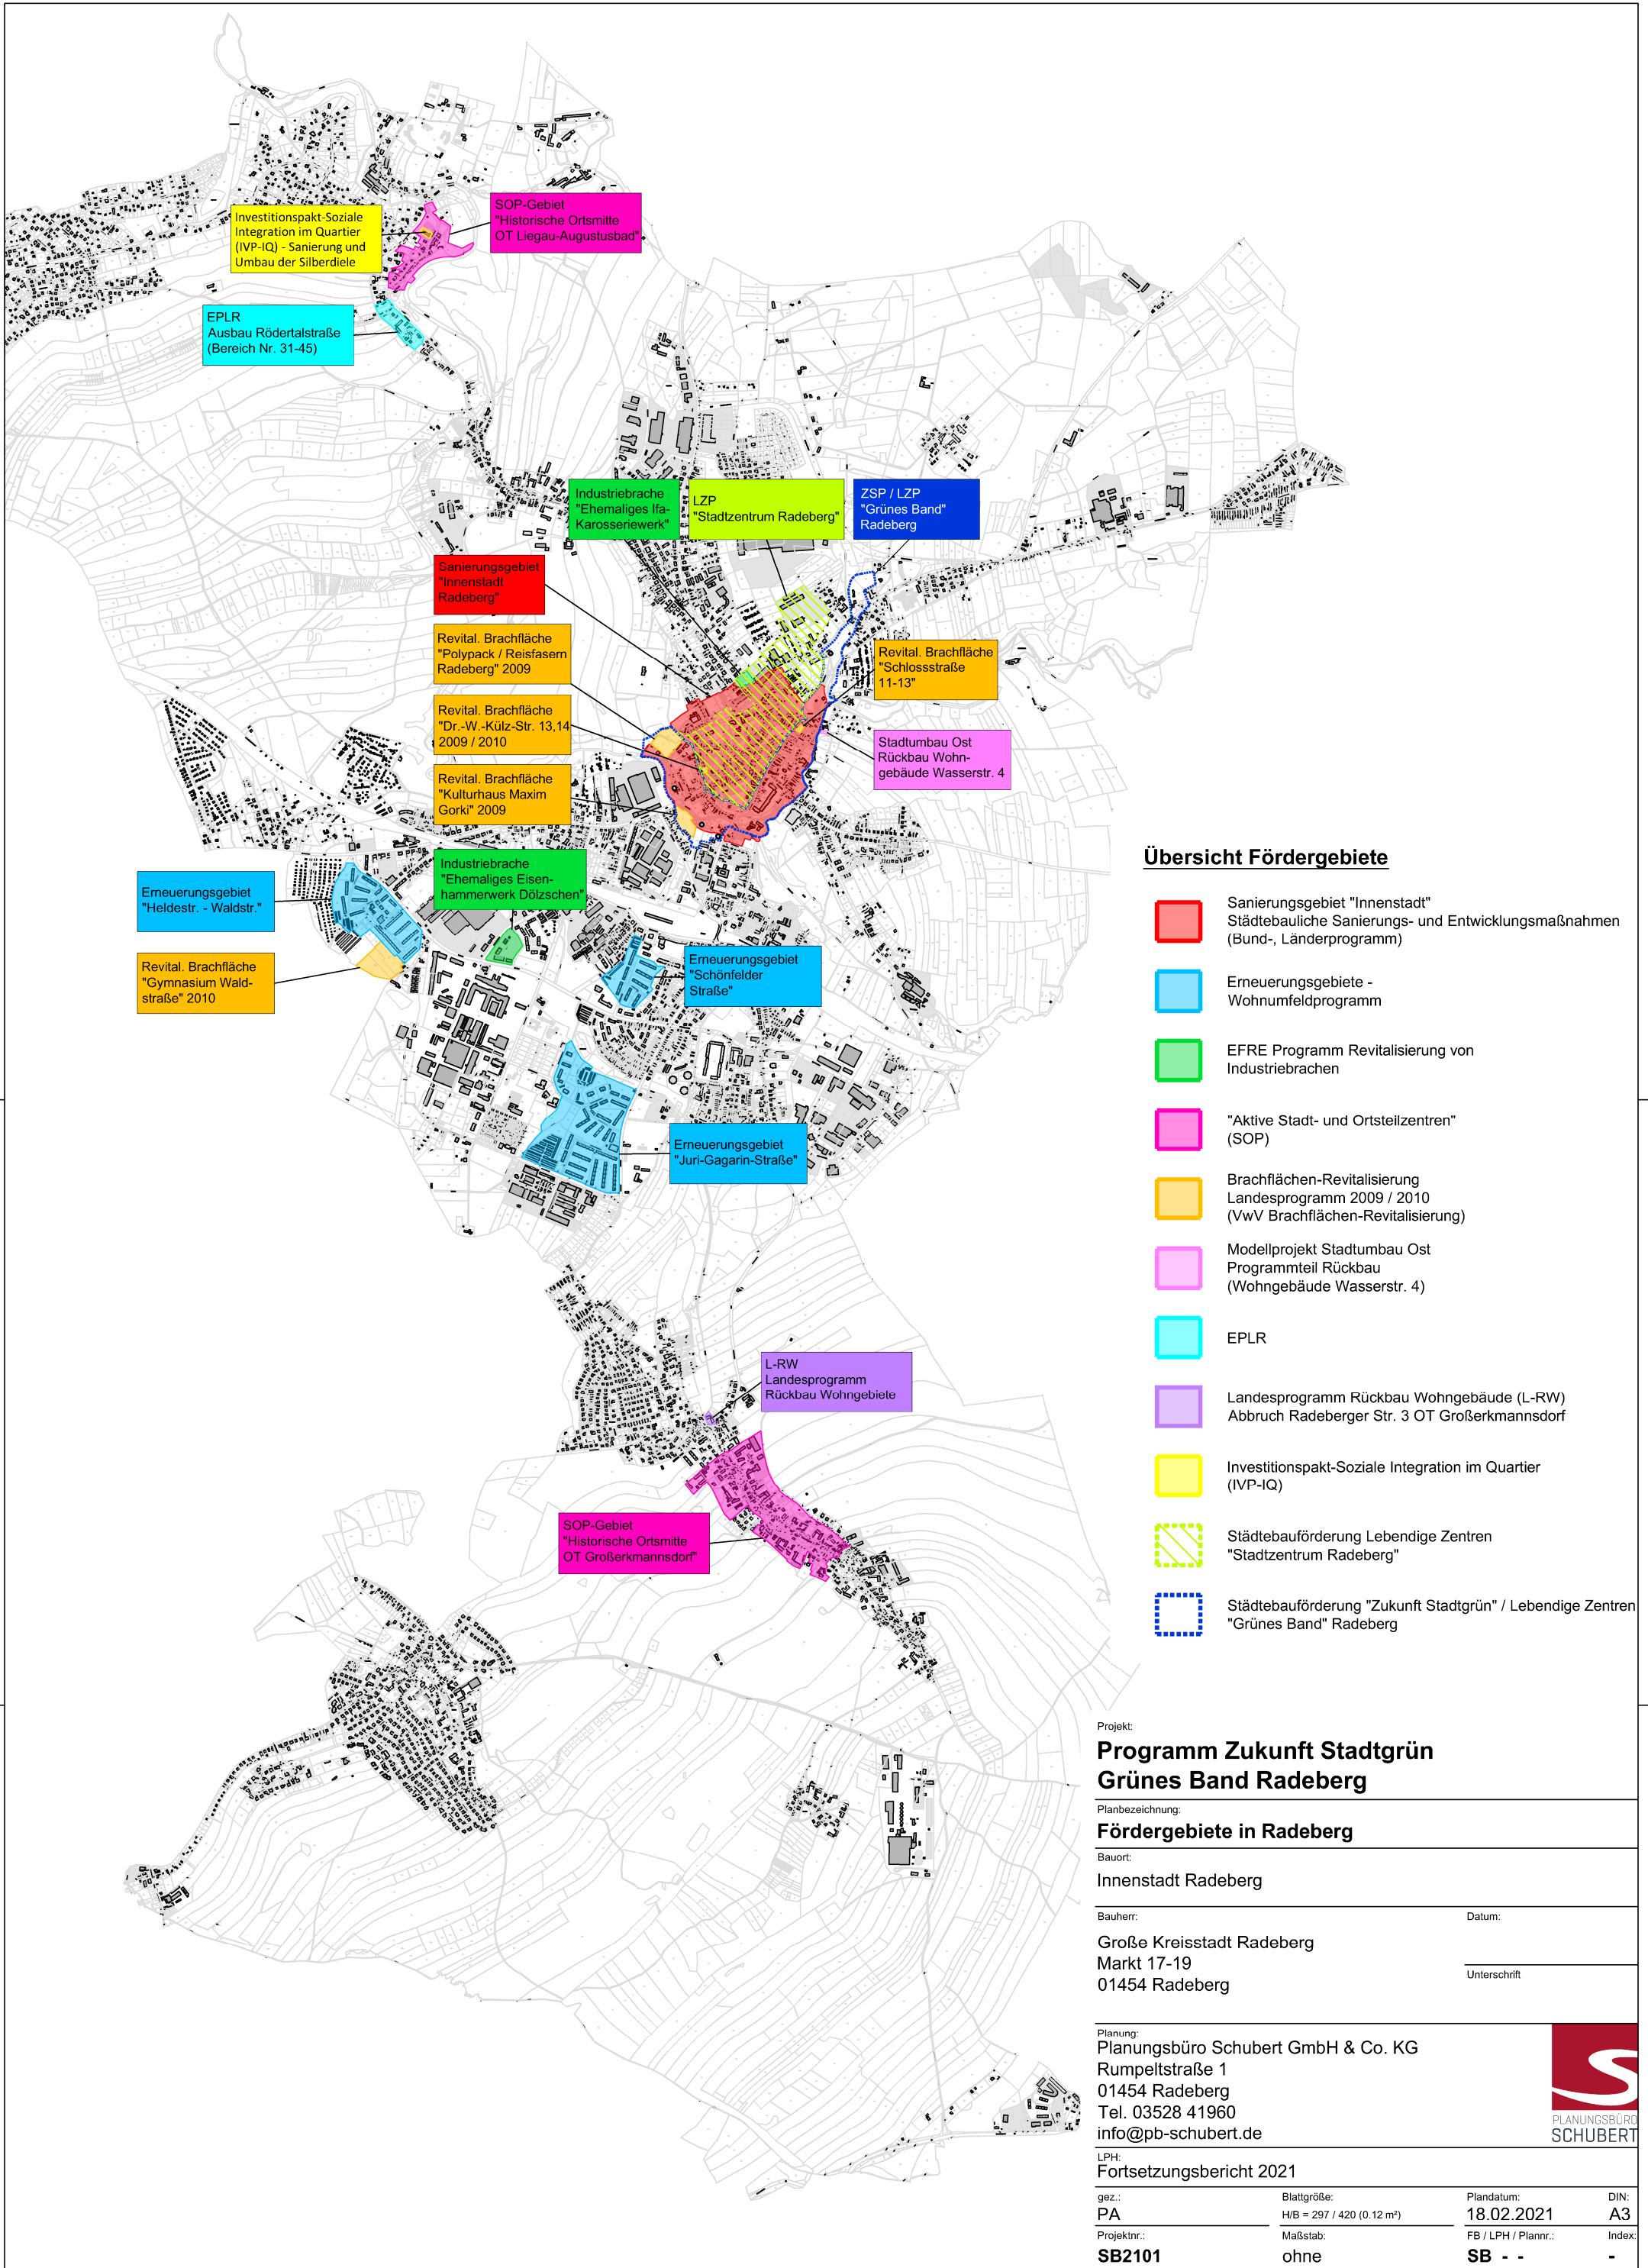 Investitionspakt-Soziale
Integration im Quartier
(IVP-IQ) - Sanierung und
Umbau der Silberdiele
SOP-Gebiet
"Historische Ortsmitte
OT Liegau-Augustusbad"
EPLR
Ausbau Rödertalstraße
(Bereich Nr. 31-45)
Industriebrache
"Ehemaliges Ifa-
Karosseriewerk"
LZP
"Stadtzentrum Radeberg"
ZSP / LZP
"Grünes Band"
Radeberg
Sanierungsgebiet
"Innenstadt
Radeberg"
Revital. Brachfläche
"Polypack / Reisfasern
Radeberg" 2009
Revital. Brachfläche
"Schlossstraße
11-13"
Revital. Brachfläche
"Dr.-W.-Külz-Str. 13,14
2009 / 2010
Stadtumbau Ost
Rückbau Wohn-
gebäude Wasserstr. 4
Revital. Brachfläche
"Kulturhaus Maxim
Gorki" 2009
Industriebrache
"Ehemaliges Eisen-
hammerwerk Dölzschen"
Erneuerungsgebiet
"Heldestr. - Waldstr."
Revital. Brachfläche
"Gymnasium Wald-
straße" 2010
Erneuerungsgebiet
"Schönfelder
Straße"
Erneuerungsgebiet
"Juri-Gagarin-Straße"
L-RW
Landesprogramm
Rückbau Wohngebiete
SOP-Gebiet
"Historische Ortsmitte
OT Großerkmannsdorf"
Übersicht Fördergebiete
Sanierungsgebiet "Innenstadt"
Städtebauliche Sanierungs- und Entwicklungsmaßnahmen
(Bund-, Länderprogramm)
Erneuerungsgebiete -
Wohnumfeldprogramm
EFRE Programm Revitalisierung von
Industriebrachen
"Aktive Stadt- und Ortsteilzentren"
(SOP)
Brachflächen-Revitalisierung
Landesprogramm 2009 / 2010
(VwV Brachflächen-Revitalisierung)
Modellprojekt Stadtumbau Ost
Programmteil Rückbau
(Wohngebäude Wasserstr. 4)
EPLR
Landesprogramm Rückbau Wohngebäude (L-RW)
Abbruch Radeberger Str. 3 OT Großerkmannsdorf
Investitionspakt-Soziale Integration im Quartier
(IVP-IQ)
Städtebauförderung Lebendige Zentren
"Stadtzentrum Radeberg"
Städtebauförderung "Zukunft Stadtgrün" / Lebendige Zentren
"Grünes Band" Radeberg
Projekt:
Programm Zukunft Stadtgrün
Grünes Band Radeberg
Planbezeichnung:
Fördergebiete in Radeberg
Bauort:
Innenstadt Radeberg
Bauherr:
Große Kreisstadt Radeberg
Markt 17-19
01454 Radeberg
Datum:
Unterschrift
Planung:
Planungsbüro Schubert GmbH & Co. KG
Rumpeltstraße 1
01454 Radeberg
Tel. 03528 41960
info@pb-schubert.de
PLANUNGSBÜRO
SCHUBERT
LPH:
Fortsetzungsbericht 2021
gez.: Blattgröße: Plandatum: DIN:
PA H/B = 297 / 420 (0.12 m²) 18.02.2021 A3
Projektnr.: Maßstab: FB / LPH / Plannr.: Index:
SB2101 ohne SB - - -